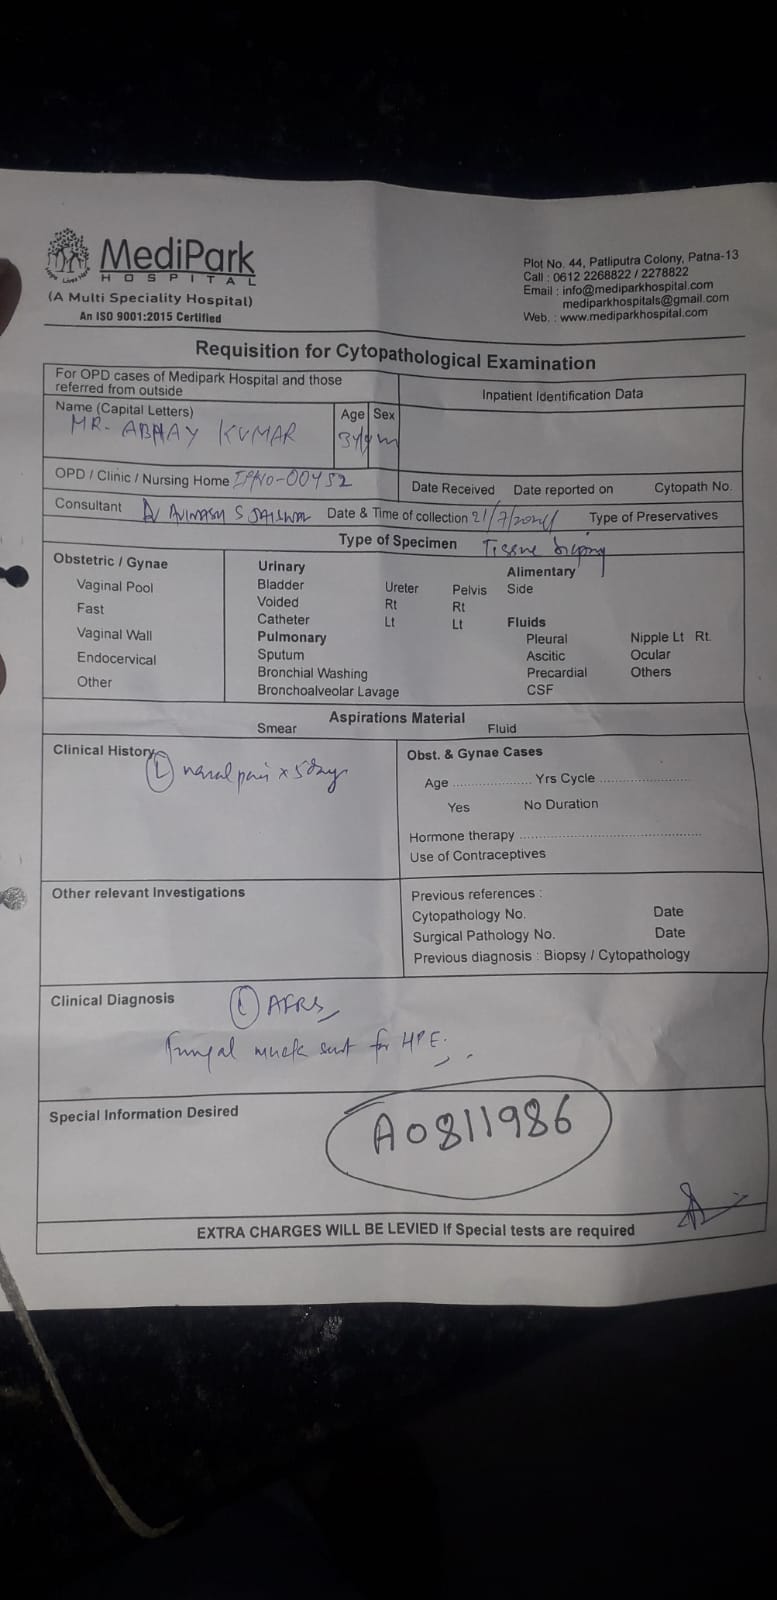 MediPark
HOSPITAL
(A Multi Speciality Hospital)
An ISO 9001:2015 Certified
Plot No. 44, Patliputra Colony, Patna-13
Call : 0612 2268822 / 2278822
Email : info@mediparkhospital.com
mediparkhospitals@gmail.com
Web. : www.mediparkhospital.com
Requisition for Cytopathological Examination
For OPD cases of Medipark Hospital and those
referred from outside
Inpatient Identification Data
Name (Capital Letters)
MR. ABHAY KUMAR
Age Sex
OPD / Clinic / Nursing Home IPNO-00452
Date Received Date reported on Cytopath No.
Consultant Dr AVINASH S JAISWAL Date & Time of collection 21/7/2024 Type of Preservatives
Type of Specimen Tissue biopsy
Obstetric / Gynae
Vaginal Pool
Fast
Vaginal Wall
Endocervical
Other
Urinary
Bladder Ureter Pelvis
Voided Rt Rt
Catheter Lt Lt
Pulmonary
Sputum
Bronchial Washing
Bronchoalveolar Lavage
Alimentary
Side
Fluids
Pleural Nipple Lt Rt.
Ascitic Ocular
Precardial Others
CSF
Aspirations Material
Smear Fluid
Clinical History
(L) nasal pain x 5 days
Obst. & Gynae Cases
Age .................... Yrs Cycle ........................
Yes No Duration
Hormone therapy ...............................................
Use of Contraceptives
Other relevant Investigations
Previous references :
Cytopathology No. Date
Surgical Pathology No. Date
Previous diagnosis : Biopsy / Cytopathology
Clinical Diagnosis (L) AFRS
Fungal muck sent for HPE.
Special Information Desired
A0811986
EXTRA CHARGES WILL BE LEVIED If Special tests are required